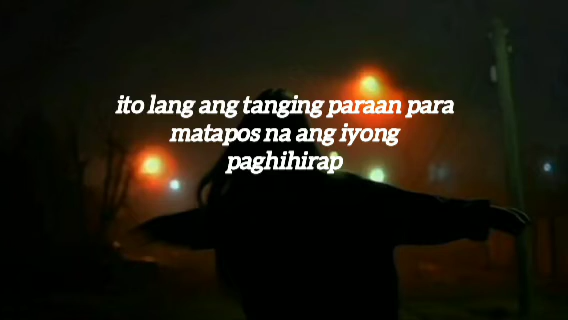 ito lang ang tanging paraan para
matapos na ang iyong
paghihirap